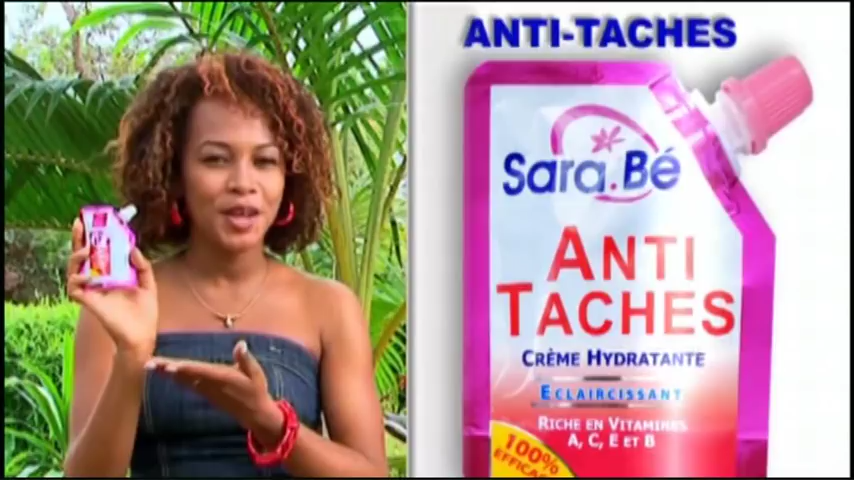 ANTI-TACHES
Sara.Bé
ANTI
TACHES
CRÈME HYDRATANTE
ECLAIRCISSANT
RICHE EN VITAMINES
A, C, E ET B
100%